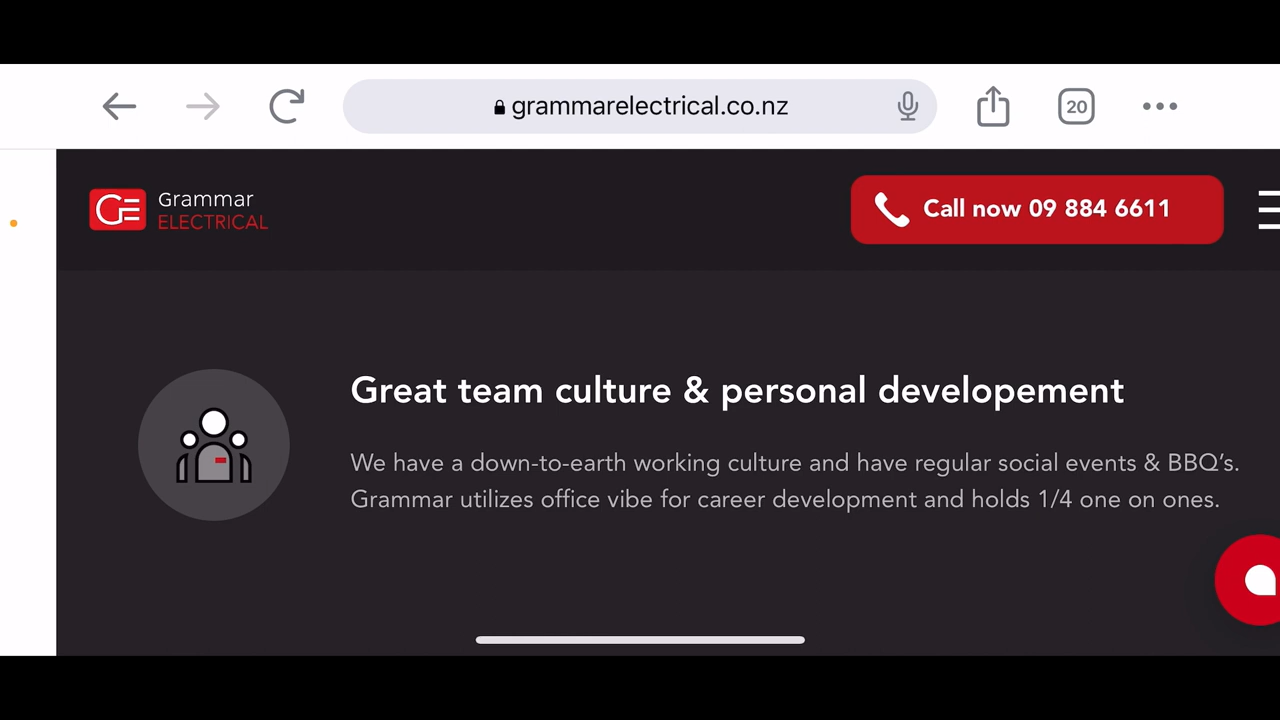 grammarelectrical.co.nz
20
Grammar
ELECTRICAL
Call now 09 884 6611
Great team culture & personal developement
We have a down-to-earth working culture and have regular social events & BBQ’s.
Grammar utilizes office vibe for career development and holds 1/4 one on ones.